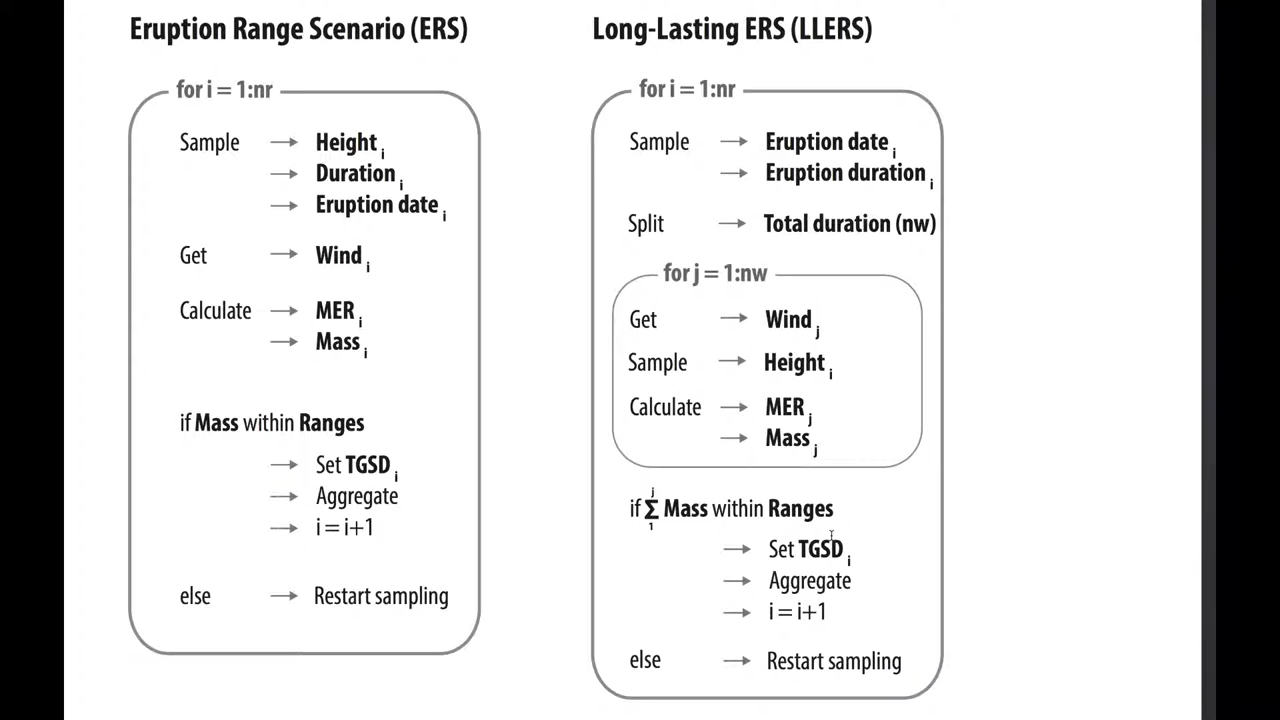 Eruption Range Scenario (ERS)
for i = 1:nr
Sample → Height i
→ Duration i
→ Eruption date i
Get → Wind i
Calculate → MER i
→ Mass i
if Mass within Ranges
→ Set TGSD i
→ Aggregate
→ i = i+1
else → Restart sampling
Long-Lasting ERS (LLERS)
for i = 1:nr
Sample → Eruption date i
→ Eruption duration i
Split → Total duration (nw)
for j = 1:nw
Get → Wind j
Sample → Height i
Calculate → MER j
→ Mass j
if j Σ 1 Mass within Ranges
→ Set TGSD i
→ Aggregate
→ i = i+1
else → Restart sampling